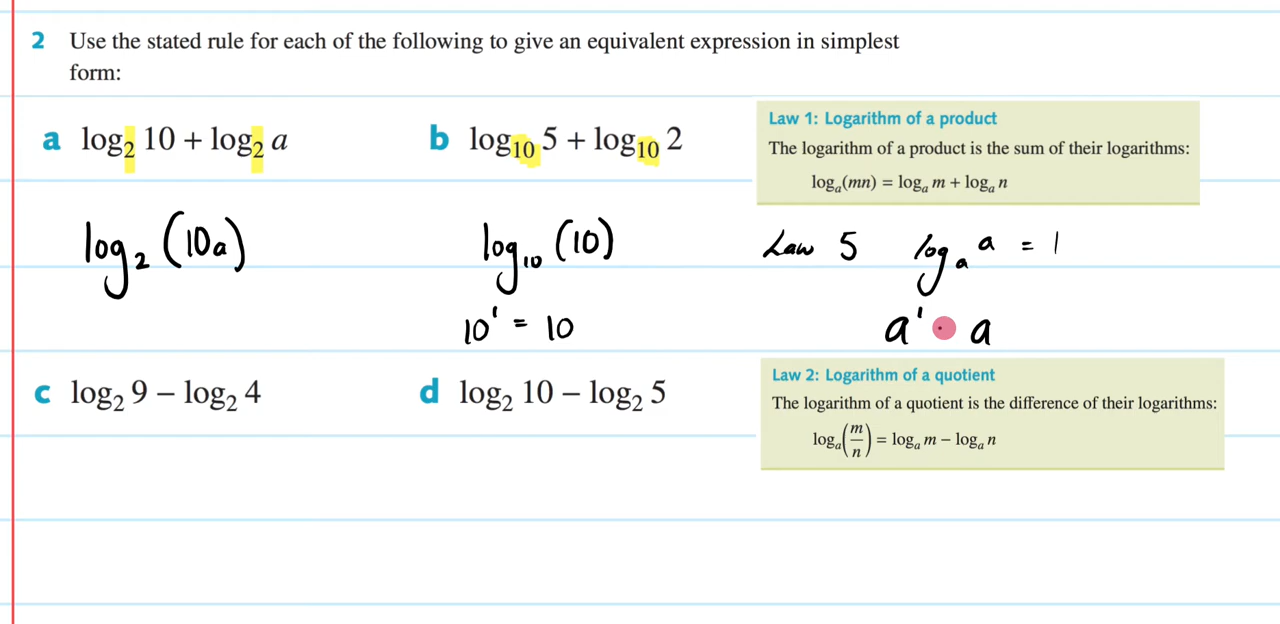 2 Use the stated rule for each of the following to give an equivalent expression in simplest
form:
a log₂ 10 + log₂ a
b log₁₀ 5 + log₁₀ 2
Law 1: Logarithm of a product
The logarithm of a product is the sum of their logarithms:
logₐ(mn) = logₐ m + logₐ n
log₂ (10a)
log₁₀ (10)
10¹ = 10
Law 5 logₐ a = 1
a¹ a
c log₂ 9 – log₂ 4
d log₂ 10 – log₂ 5
Law 2: Logarithm of a quotient
The logarithm of a quotient is the difference of their logarithms:
logₐ(m/n) = logₐ m – logₐ n